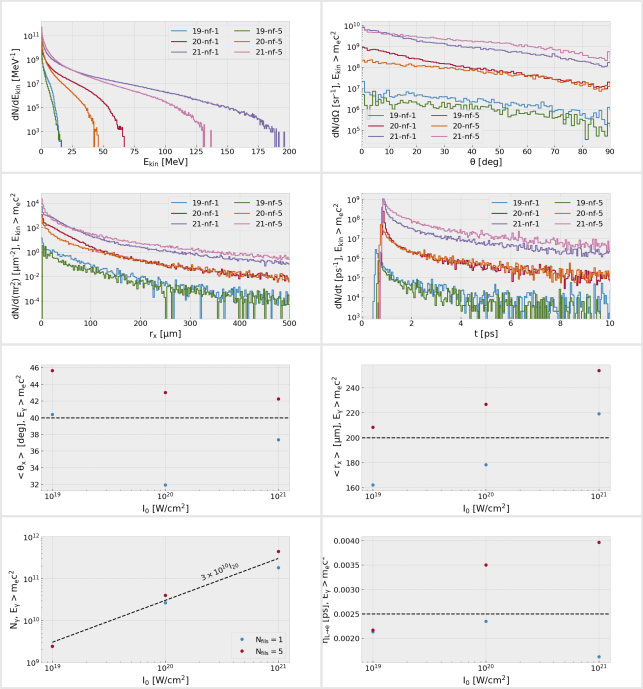 19-nf-1 19-nf-5
20-nf-1 20-nf-5
21-nf-1 21-nf-5
dN/dE_kin [MeV⁻¹]
10¹¹
10⁹
10⁷
10⁵
10³
0 25 50 75 100 125 150 175 200
E_kin [MeV]
19-nf-1 19-nf-5
20-nf-1 20-nf-5
21-nf-1 21-nf-5
dN/dΩ [sr⁻¹], E_kin > m_ec²
10¹⁰
10⁹
10⁸
10⁷
10⁶
10⁵
0 10 20 30 40 50 60 70 80 90
θ [deg]
19-nf-1 19-nf-5
20-nf-1 20-nf-5
21-nf-1 21-nf-5
dN/d(πr_x²) [μm⁻²], E_kin > m_ec²
10⁴
10²
10⁰
10⁻²
10⁻⁴
0 100 200 300 400 500
r_x [μm]
19-nf-1 19-nf-5
20-nf-1 20-nf-5
21-nf-1 21-nf-5
dN/dt [ps⁻¹], E_kin > m_ec²
10⁹
10⁸
10⁷
10⁶
10⁵
10⁴
10³
0 2 4 6 8 10
t [ps]
< θ_x > [deg], E_γ > m_ec²
46
44
42
40
38
36
34
32
10¹⁹ 10²⁰ 10²¹
I₀ [W/cm²]
< r_x > [μm], E_γ > m_ec²
240
220
200
180
160
10¹⁹ 10²⁰ 10²¹
I₀ [W/cm²]
N_γ, E_γ > m_ec²
10¹²
10¹¹
10¹⁰
10⁹
3 × 10¹⁰I₂₀
N_fils = 1
N_fils = 5
10¹⁹ 10²⁰ 10²¹
I₀ [W/cm²]
η_L→e [ps], E_γ > m_ec²
0.0040
0.0035
0.0030
0.0025
0.0020
10¹⁹ 10²⁰ 10²¹
I₀ [W/cm²]